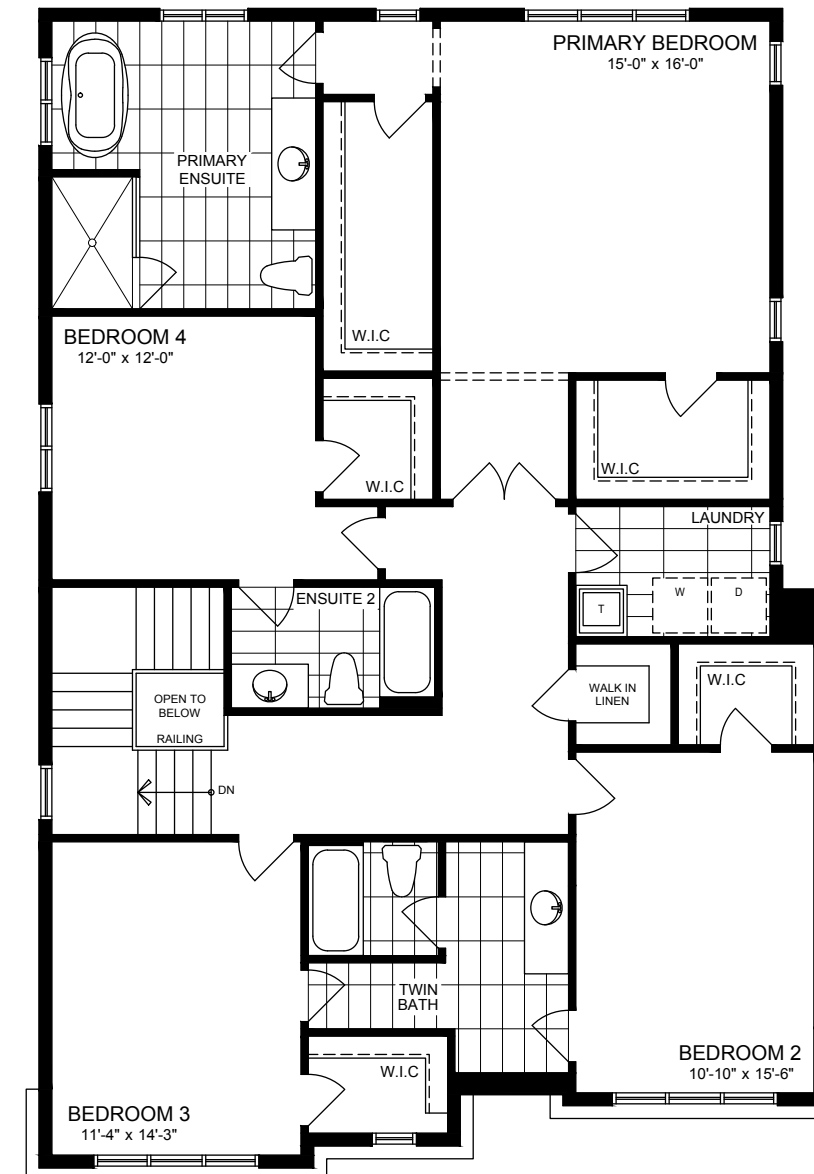 PRIMARY BEDROOM
15'-0" x 16'-0"
PRIMARY
ENSUITE
W.I.C
BEDROOM 4
12'-0" x 12'-0"
W.I.C
W.I.C
LAUNDRY
T
W
D
ENSUITE 2
WALK IN
LINEN
W.I.C
OPEN TO
BELOW
RAILING
DN
TWIN
BATH
BEDROOM 2
10'-10" x 15'-6"
W.I.C
BEDROOM 3
11'-4" x 14'-3"